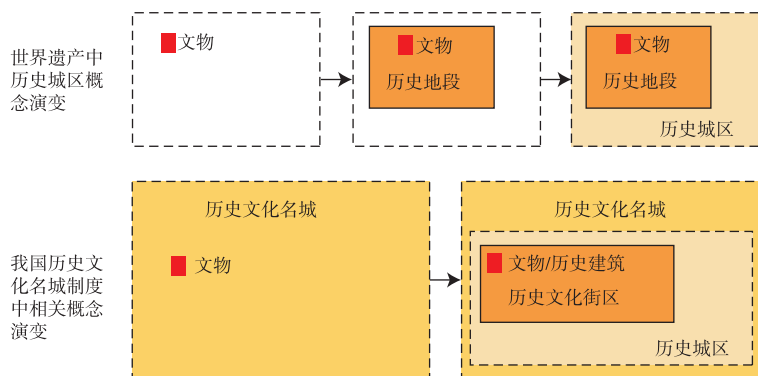 世界遗产中
历史城区概
念演变
文物
文物
历史地段
文物
历史地段
历史城区
我国历史文
化名城制度
中相关概念
演变
历史文化名城
文物
历史文化名城
文物/历史建筑
历史文化街区
历史城区